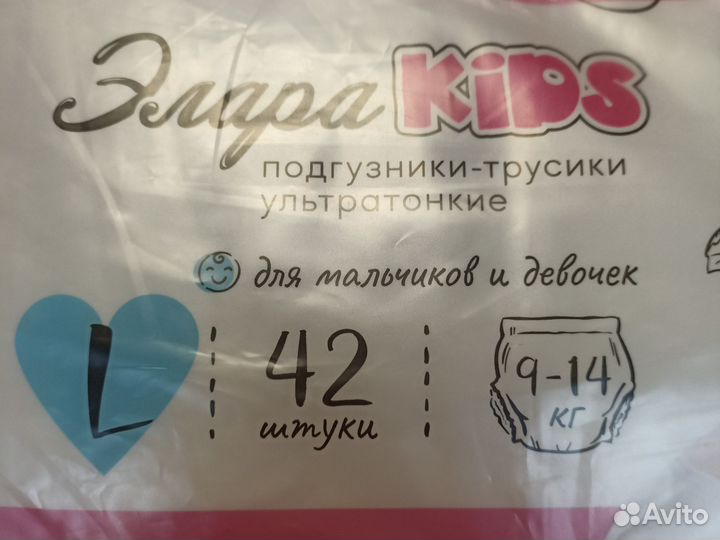 Элара KiDS
подгузники-трусики
ультратонкие
для мальчиков и девочек
L
42
штуки
9-14
кг
Avito